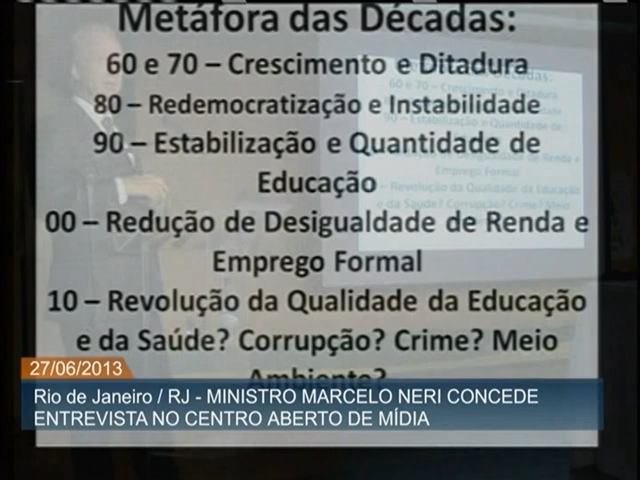 Metáfora das Décadas:
60 e 70 – Crescimento e Ditadura
80 – Redemocratização e Instabilidade
90 – Estabilização e Quantidade de
Educação
00 – Redução de Desigualdade de Renda e
Emprego Formal
10 – Revolução da Qualidade da Educação
e da Saúde? Corrupção? Crime? Meio
Ambiente?
27/06/2013
Rio de Janeiro / RJ - MINISTRO MARCELO NERI CONCEDE
ENTREVISTA NO CENTRO ABERTO DE MÍDIA